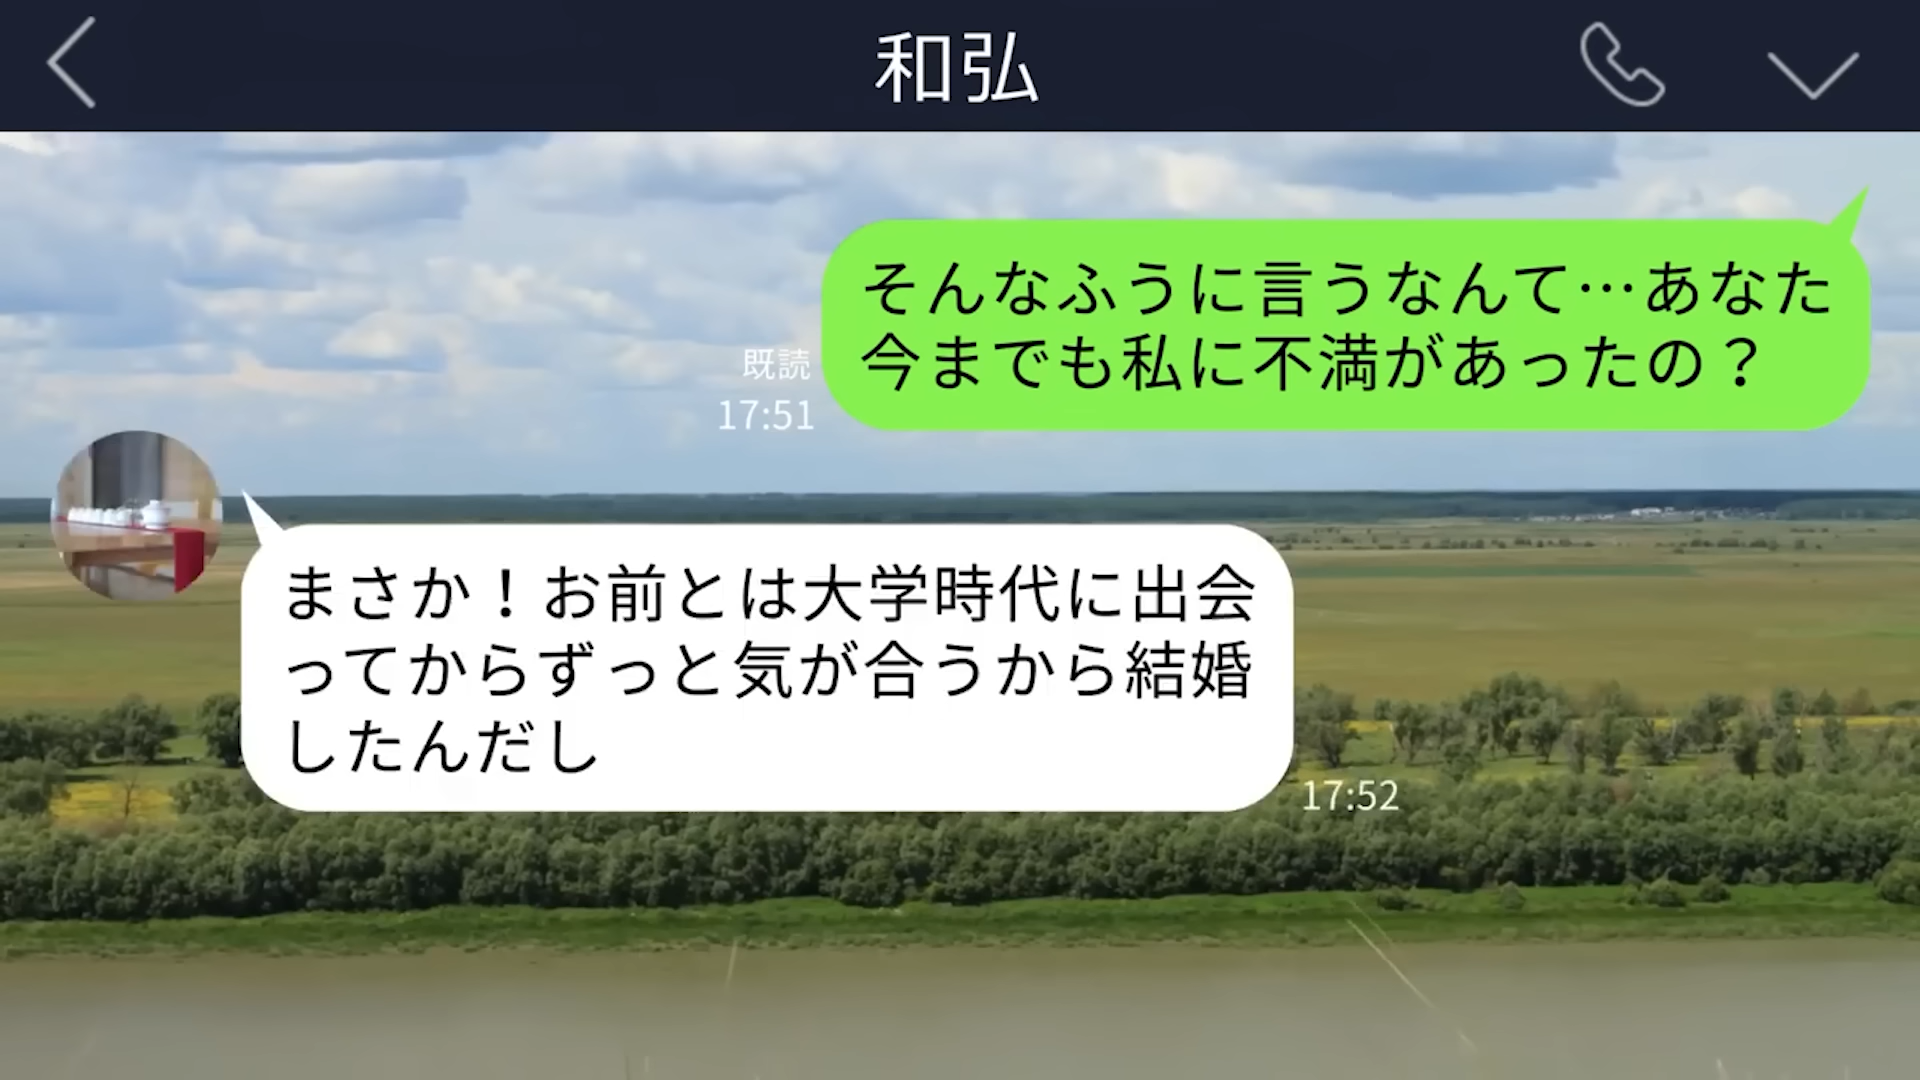 和弘
そんなふうに言うなんて…あなた
今までも私に不満があったの？
既読
17:51
まさか！お前とは大学時代に出会
ってからずっと気が合うから結婚
したんだし
17:52